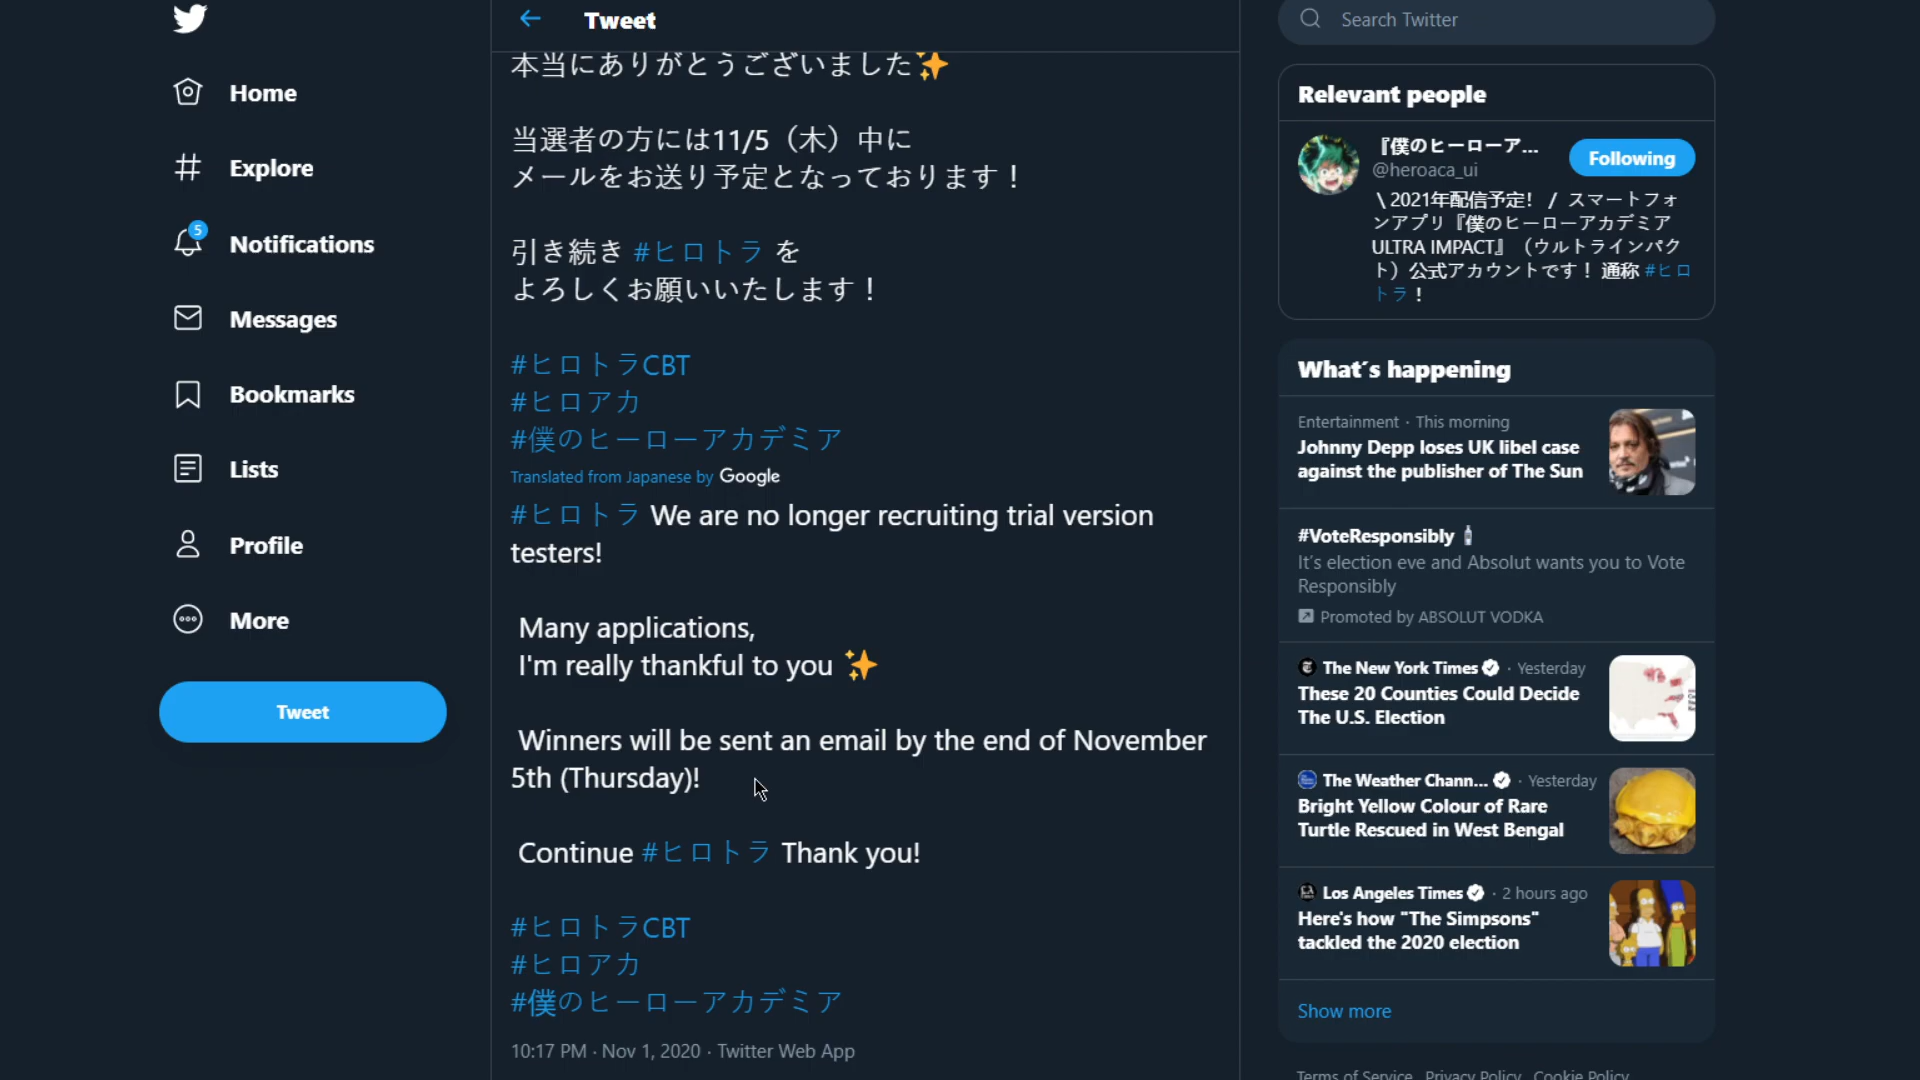 Home
Explore
5
Notifications
Messages
Bookmarks
Lists
Profile
More
Tweet
Tweet
本当にありがとうございました✨
当選者の方には11/5（木）中に
メールをお送り予定となっております！
引き続き #ヒロトラ を
よろしくお願いいたします！
#ヒロトラCBT
#ヒロアカ
#僕のヒーローアカデミア
Translated from Japanese by Google
#ヒロトラ We are no longer recruiting trial version
testers!
Many applications,
I'm really thankful to you ✨
Winners will be sent an email by the end of November
5th (Thursday)!
Continue #ヒロトラ Thank you!
#ヒロトラCBT
#ヒロアカ
#僕のヒーローアカデミア
10:17 PM · Nov 1, 2020 · Twitter Web App
Search Twitter
Relevant people
『僕のヒーローア...
@heroaca_ui
Following
\ 2021年配信予定! / スマートフォ
ンアプリ『僕のヒーローアカデミア
ULTRA IMPACT』（ウルトラインパク
ト）公式アカウントです！ 通称 #ヒロ
トラ！
What's happening
Entertainment · This morning
Johnny Depp loses UK libel case
against the publisher of The Sun
#VoteResponsibly
It's election eve and Absolut wants you to Vote
Responsibly
Promoted by ABSOLUT VODKA
The New York Times · Yesterday
These 20 Counties Could Decide
The U.S. Election
The Weather Chann... · Yesterday
Bright Yellow Colour of Rare
Turtle Rescued in West Bengal
Los Angeles Times · 2 hours ago
Here's how "The Simpsons"
tackled the 2020 election
Show more
Terms of Service Privacy Policy Cookie Policy